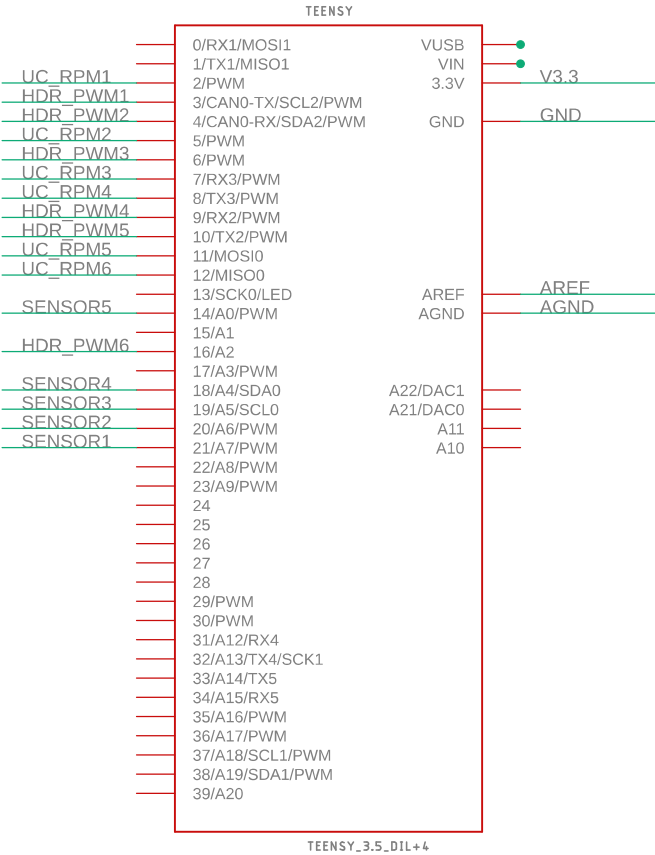 TEENSY
0/RX1/MOSI1 VUSB
1/TX1/MISO1 VIN
UC_RPM1 2/PWM 3.3V V3.3
HDR_PWM1 3/CAN0-TX/SCL2/PWM
HDR_PWM2 4/CAN0-RX/SDA2/PWM GND GND
UC_RPM2 5/PWM
HDR_PWM3 6/PWM
UC_RPM3 7/RX3/PWM
UC_RPM4 8/TX3/PWM
HDR_PWM4 9/RX2/PWM
HDR_PWM5 10/TX2/PWM
UC_RPM5 11/MOSI0
UC_RPM6 12/MISO0
13/SCK0/LED AREF AREF
SENSOR5 14/A0/PWM AGND AGND
15/A1
HDR_PWM6 16/A2
17/A3/PWM
SENSOR4 18/A4/SDA0 A22/DAC1
SENSOR3 19/A5/SCL0 A21/DAC0
SENSOR2 20/A6/PWM A11
SENSOR1 21/A7/PWM A10
22/A8/PWM
23/A9/PWM
24
25
26
27
28
29/PWM
30/PWM
31/A12/RX4
32/A13/TX4/SCK1
33/A14/TX5
34/A15/RX5
35/A16/PWM
36/A17/PWM
37/A18/SCL1/PWM
38/A19/SDA1/PWM
39/A20
TEENSY_3.5_DIL+4